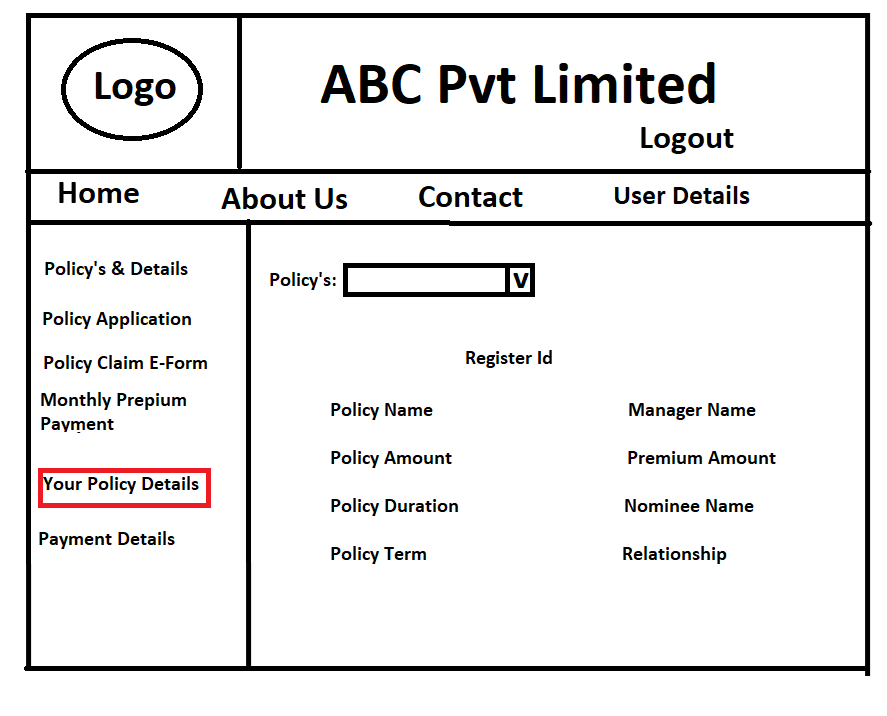 Logo
ABC Pvt Limited
Logout
Home
About Us
Contact
User Details
Policy's & Details
Policy Application
Policy Claim E-Form
Monthly Prepium
Payment
Your Policy Details
Payment Details
Policy's:
V
Register Id
Policy Name
Manager Name
Policy Amount
Premium Amount
Policy Duration
Nominee Name
Policy Term
Relationship